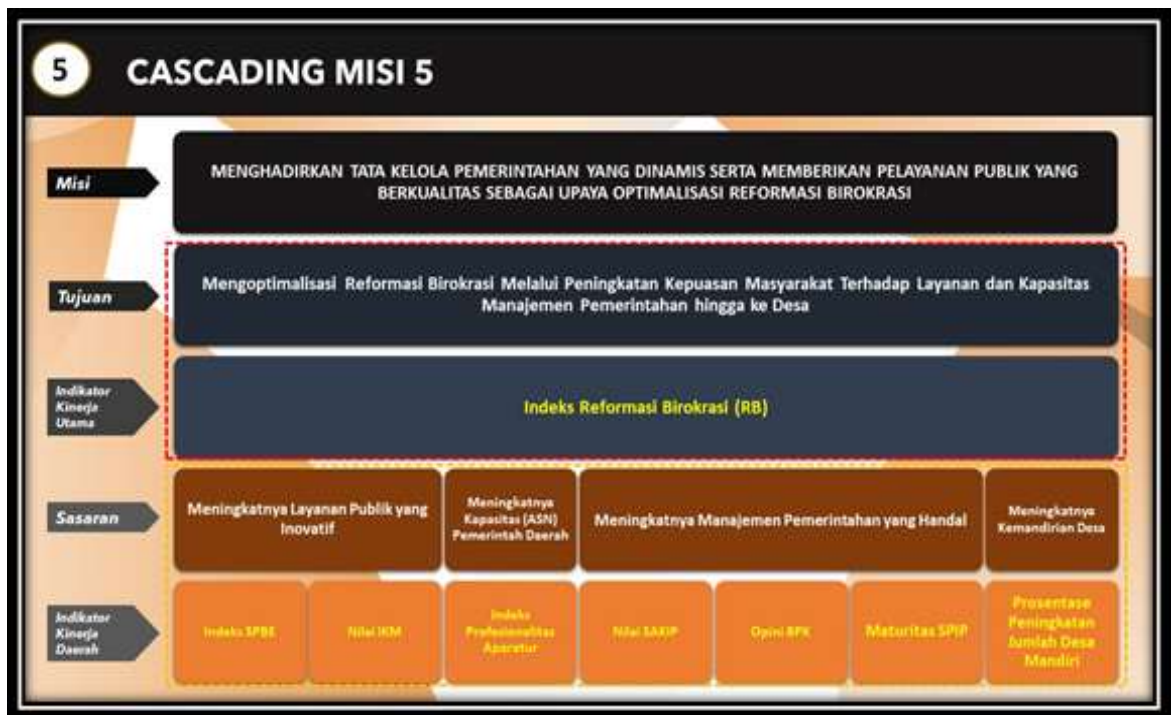 5
CASCADING MISI 5
Misi
MENGHADIRKAN TATA KELOLA PEMERINTAHAN YANG DINAMIS SERTA MEMBERIKAN PELAYANAN PUBLIK YANG
BERKUALITAS SEBAGAI UPAYA OPTIMALISASI REFORMASI BIROKRASI
Tujuan
Mengoptimalisasi Reformasi Birokrasi Melalui Peningkatan Kepuasan Masyarakat Terhadap Layanan dan Kapasitas
Manajemen Pemerintahan hingga ke Desa
Indikator
Kinerja
Utama
Indeks Reformasi Birokrasi (RB)
Sasaran
Meningkatnya Layanan Publik yang
Inovatif
Meningkatnya
Kapasitas (ASN)
Pemerintah Daerah
Meningkatnya Manajemen Pemerintahan yang Handal
Meningkatnya
Kemandirian Desa
Indikator
Kinerja
Daerah
Indeks SPBE
Nilai IKM
Indeks
Profesionalitas
Aparatur
Nilai SAKIP
Opini BPK
Maturitas SPIP
Prosentase
Peningkatan
Jumlah Desa
Mandiri